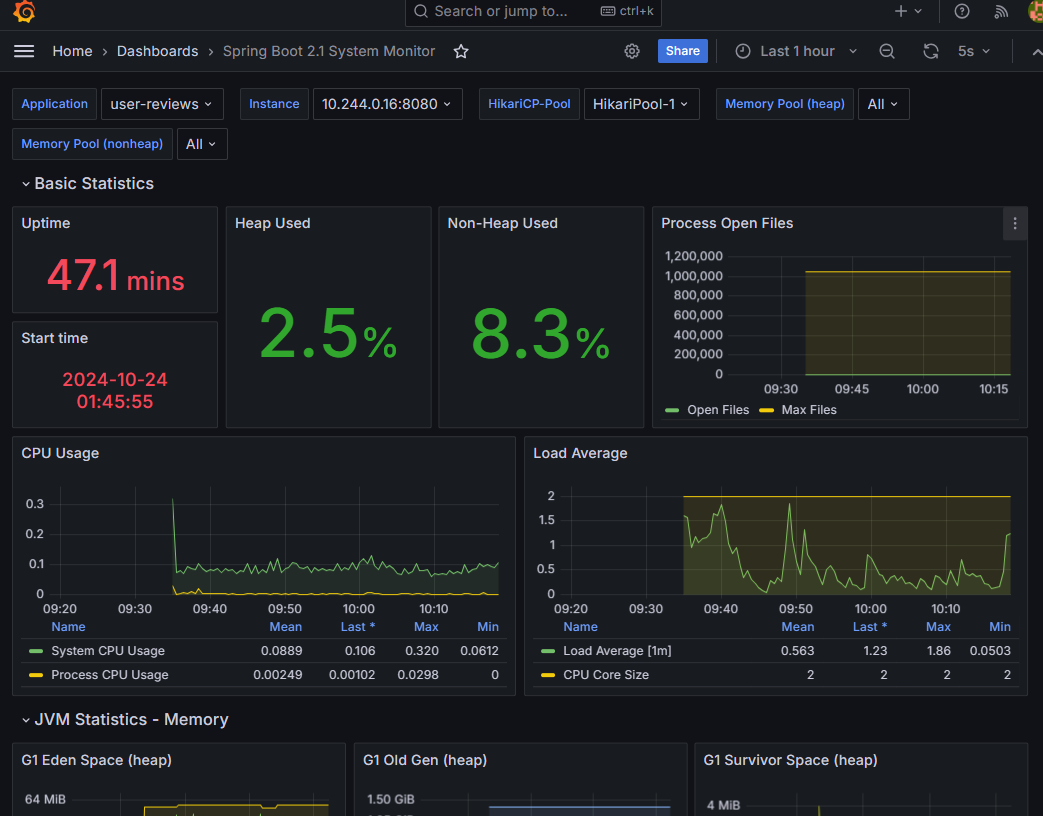 Search or jump to... ctrl+k
Home › Dashboards › Spring Boot 2.1 System Monitor Share Last 1 hour 5s
Application user-reviews Instance 10.244.0.16:8080 HikariCP-Pool HikariPool-1 Memory Pool (heap) All
Memory Pool (nonheap) All
Basic Statistics
Uptime
47.1 mins
Start time
2024-10-24
01:45:55
Heap Used
2.5%
Non-Heap Used
8.3%
Process Open Files
1,200,000
1,000,000
800,000
600,000
400,000
200,000
0
09:30 09:45 10:00 10:15
Open Files Max Files
CPU Usage
0.3
0.2
0.1
0
09:20 09:30 09:40 09:50 10:00 10:10
Name Mean Last * Max Min
System CPU Usage 0.0889 0.106 0.320 0.0612
Process CPU Usage 0.00249 0.00102 0.0298 0
Load Average
2
1.5
1
0.5
0
09:20 09:30 09:40 09:50 10:00 10:10
Name Mean Last * Max Min
Load Average [1m] 0.563 1.23 1.86 0.0503
CPU Core Size 2 2 2 2
JVM Statistics - Memory
G1 Eden Space (heap)
64 MiB
G1 Old Gen (heap)
1.50 GiB
G1 Survivor Space (heap)
4 MiB